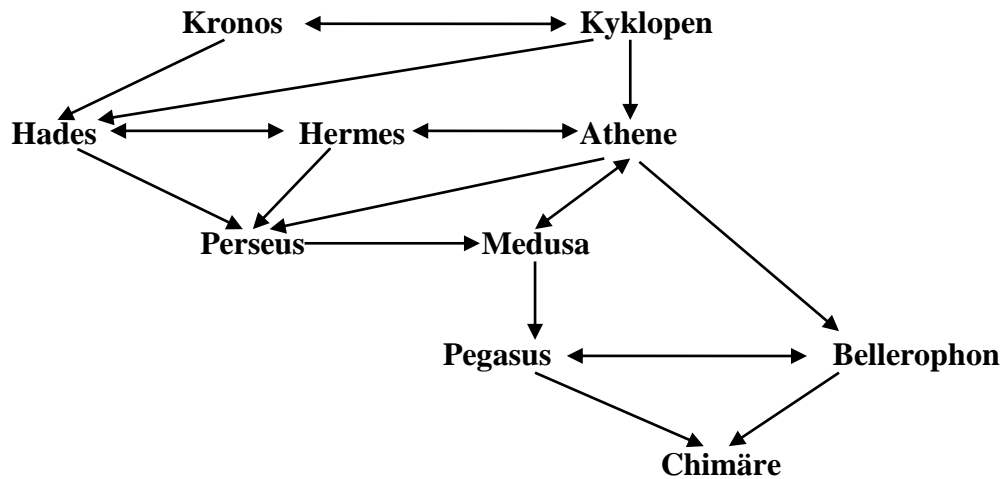 Kronos Kyklopen
Hades Hermes Athene
Perseus Medusa
Pegasus Bellerophon
Chimäre